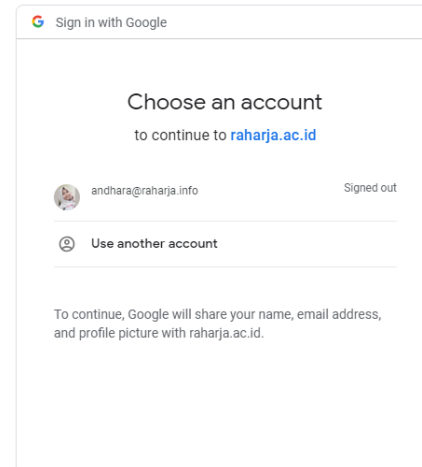 Sign in with Google
Choose an account
to continue to raharja.ac.id
andhara@raharja.info
Signed out
Use another account
To continue, Google will share your name, email address,
and profile picture with raharja.ac.id.